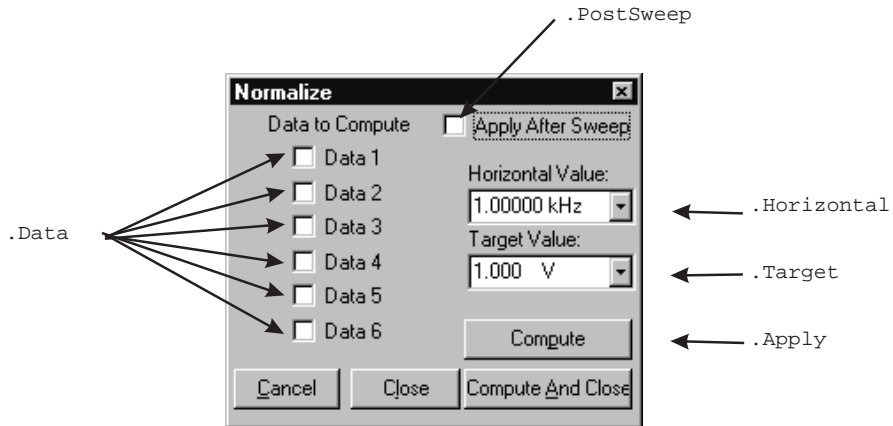 .PostSweep
Normalize
Data to Compute
Apply After Sweep
Data 1
Data 2
Data 3
Data 4
Data 5
Data 6
.Data
Horizontal Value:
1.00000 kHz
.Horizontal
Target Value:
1.000 V
.Target
Compute
.Apply
Cancel
Close
Compute And Close